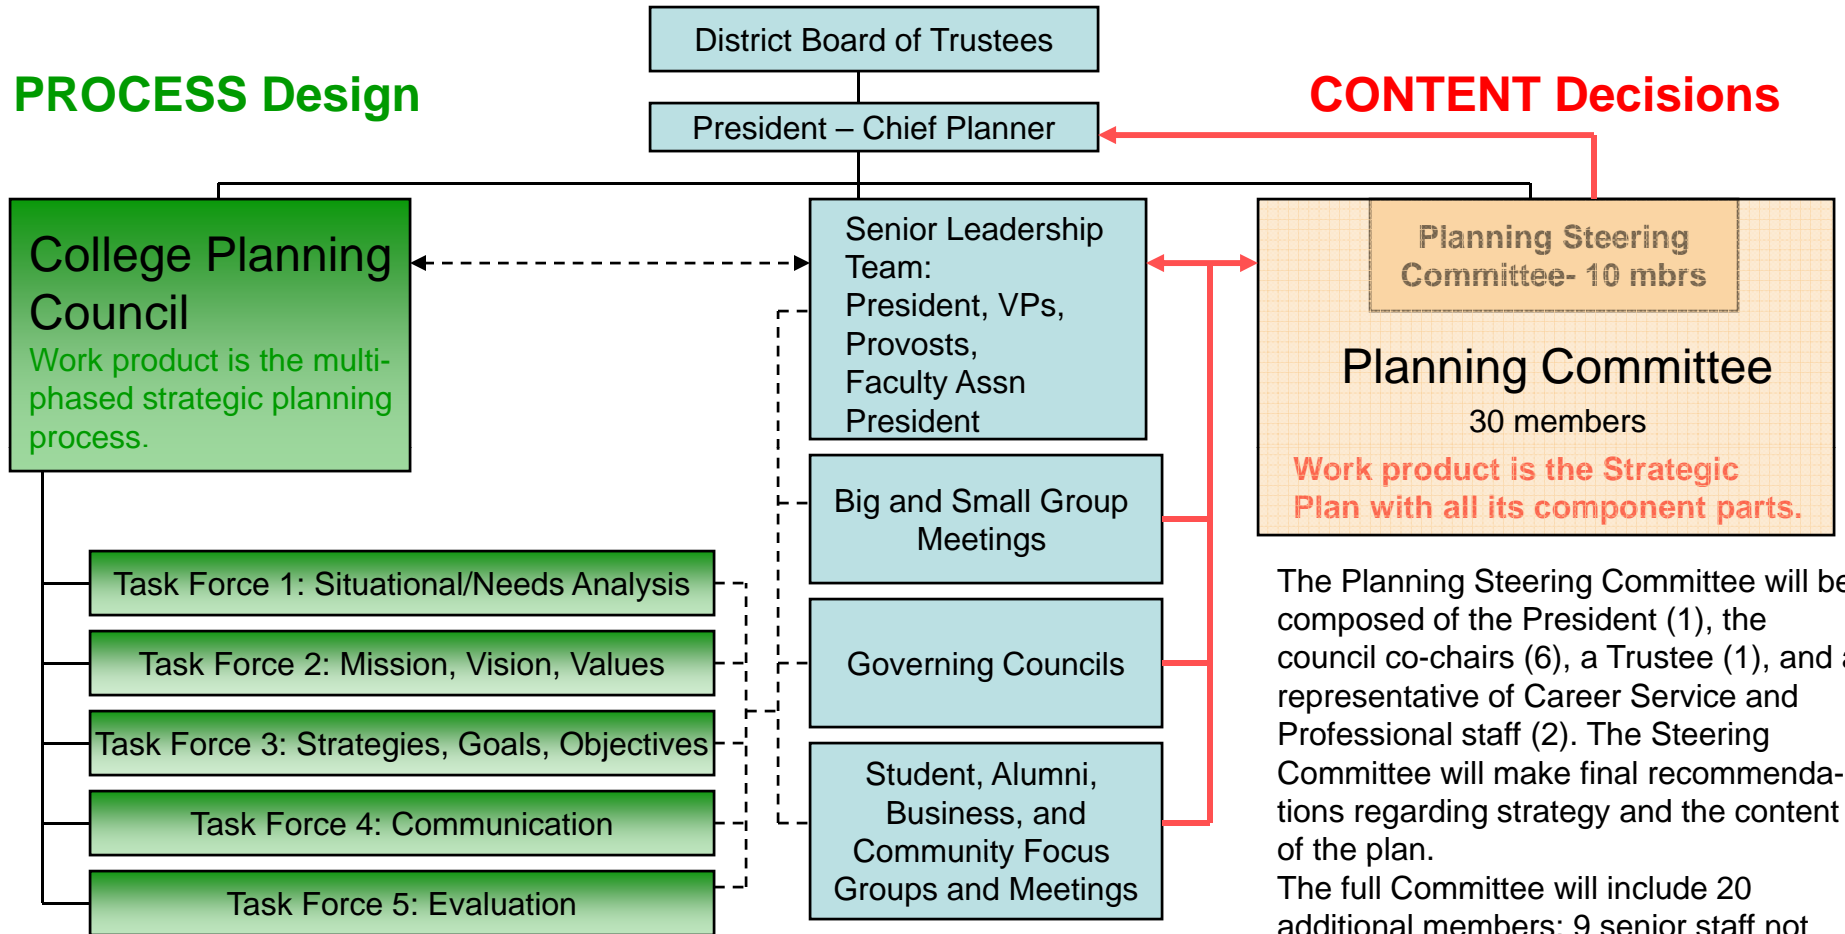 District Board of Trustees
PROCESS Design
CONTENT Decisions
President – Chief Planner
College Planning
Council
Work product is the multi-
phased strategic planning
process.
Senior Leadership
Team:
President, VPs,
Provosts,
Faculty Assn
President
Planning Steering
Committee- 10 mbrs
Planning Committee
30 members
Work product is the Strategic
Plan with all its component parts.
Big and Small Group
Meetings
Governing Councils
Student, Alumni,
Business, and
Community Focus
Groups and Meetings
Task Force 1: Situational/Needs Analysis
Task Force 2: Mission, Vision, Values
Task Force 3: Strategies, Goals, Objectives
Task Force 4: Communication
Task Force 5: Evaluation
The Planning Steering Committee will be
composed of the President (1), the
council co-chairs (6), a Trustee (1), and a
representative of Career Service and
Professional staff (2). The Steering
Committee will make final recommenda-
tions regarding strategy and the content
of the plan.
The full Committee will include 20
additional members: 9 senior staff not